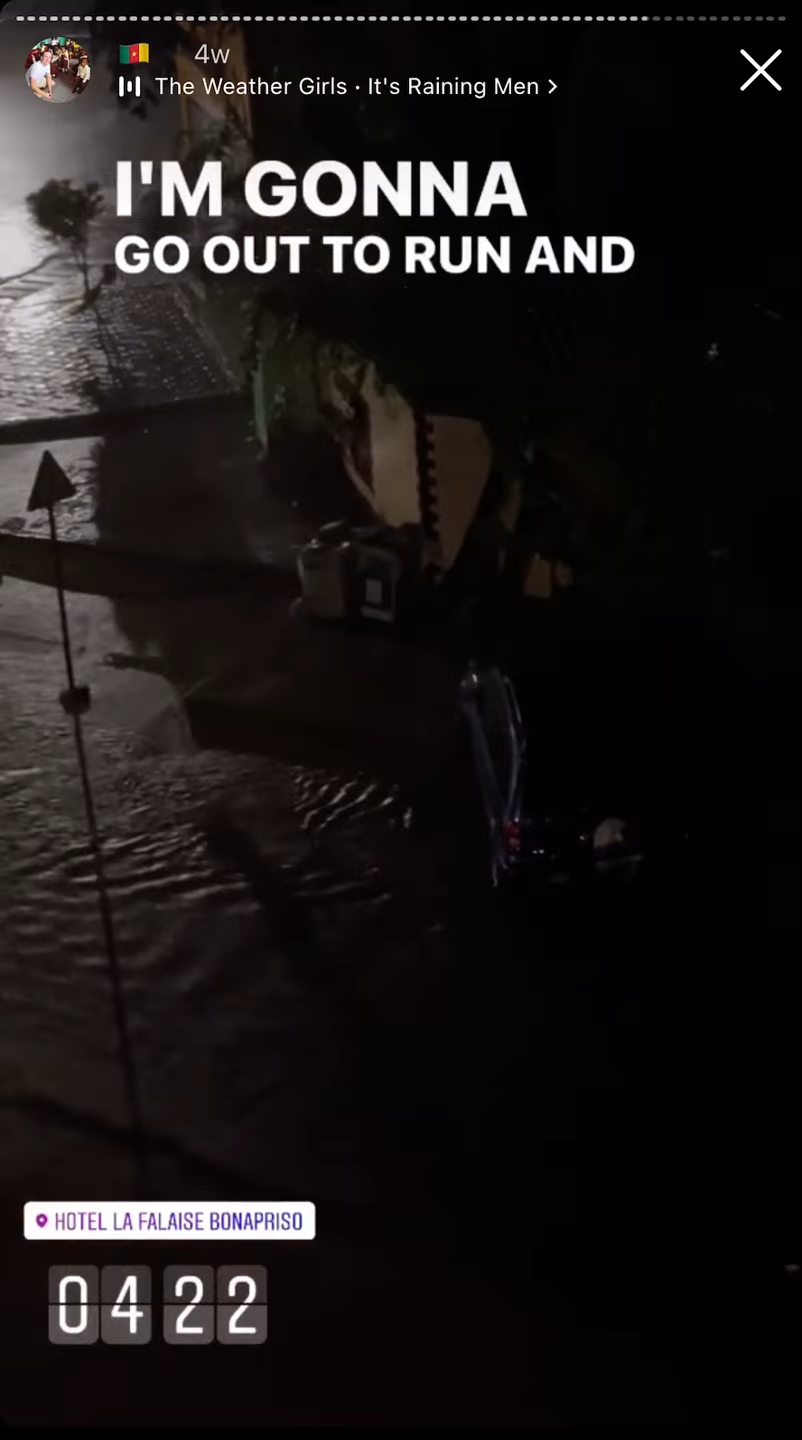 🇨🇲 4w
The Weather Girls · It's Raining Men >
I'M GONNA
GO OUT TO RUN AND
HOTEL LA FALAISE BONAPRISO
04 22